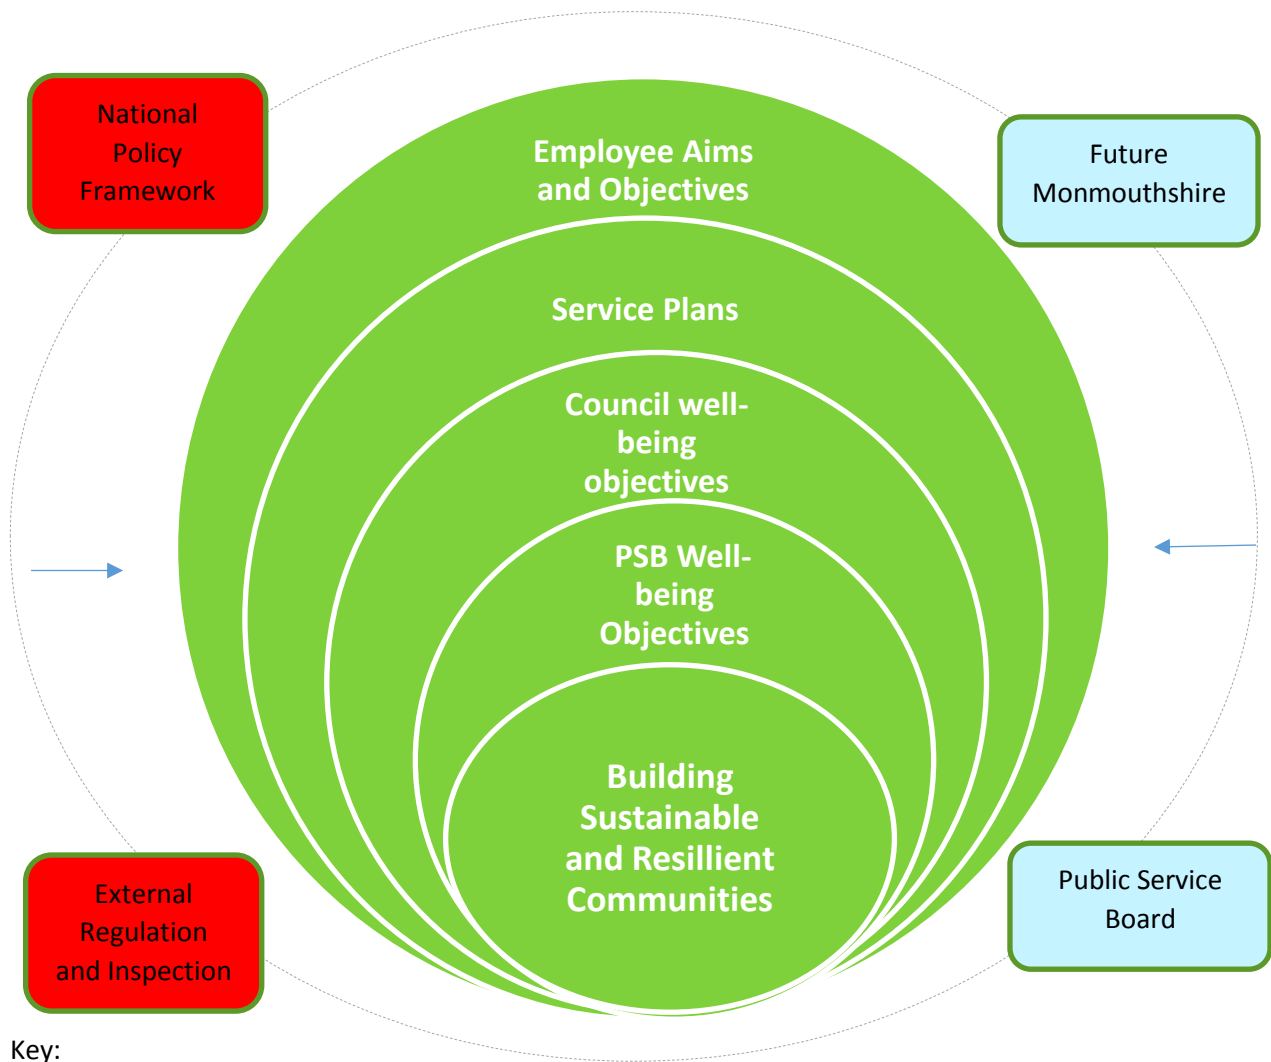 National
Policy
Framework
Future
Monmouthshire
Employee Aims
and Objectives
Service Plans
Council well-
being
objectives
PSB Well-
being
Objectives
Building
Sustainable
and Resillient
Communities
External
Regulation
and Inspection
Public Service
Board
Key: